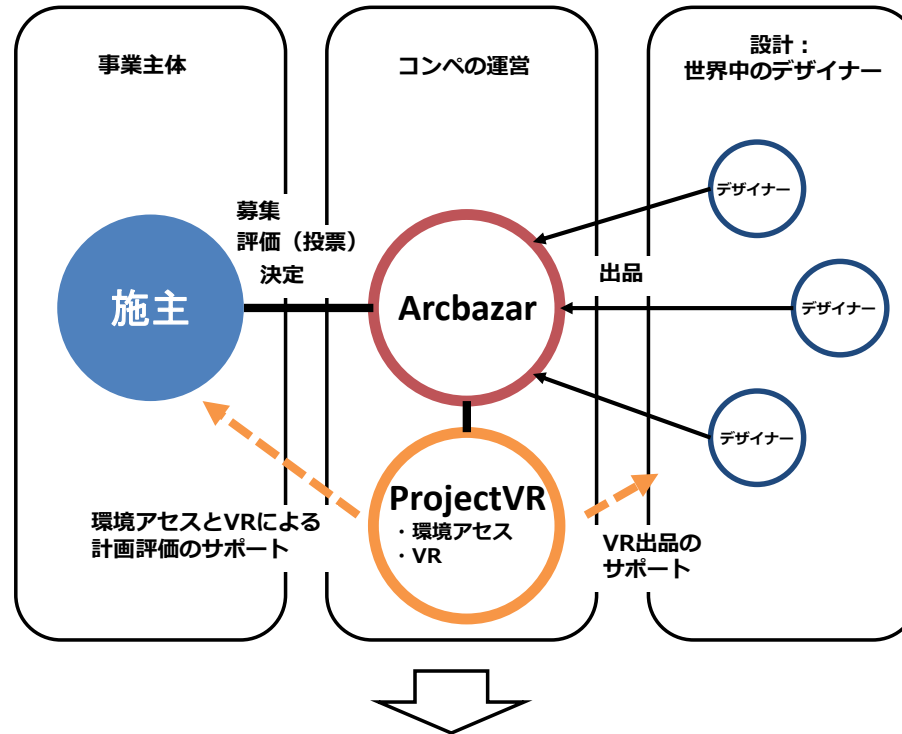 事業主体
コンペの運営
設計：
世界中のデザイナー
募集
評価（投票）
決定
施主
Arcbazar
出品
デザイナー
デザイナー
デザイナー
ProjectVR
・環境アセス
・VR
環境アセスとVRによる
計画評価のサポート
VR出品の
サポート